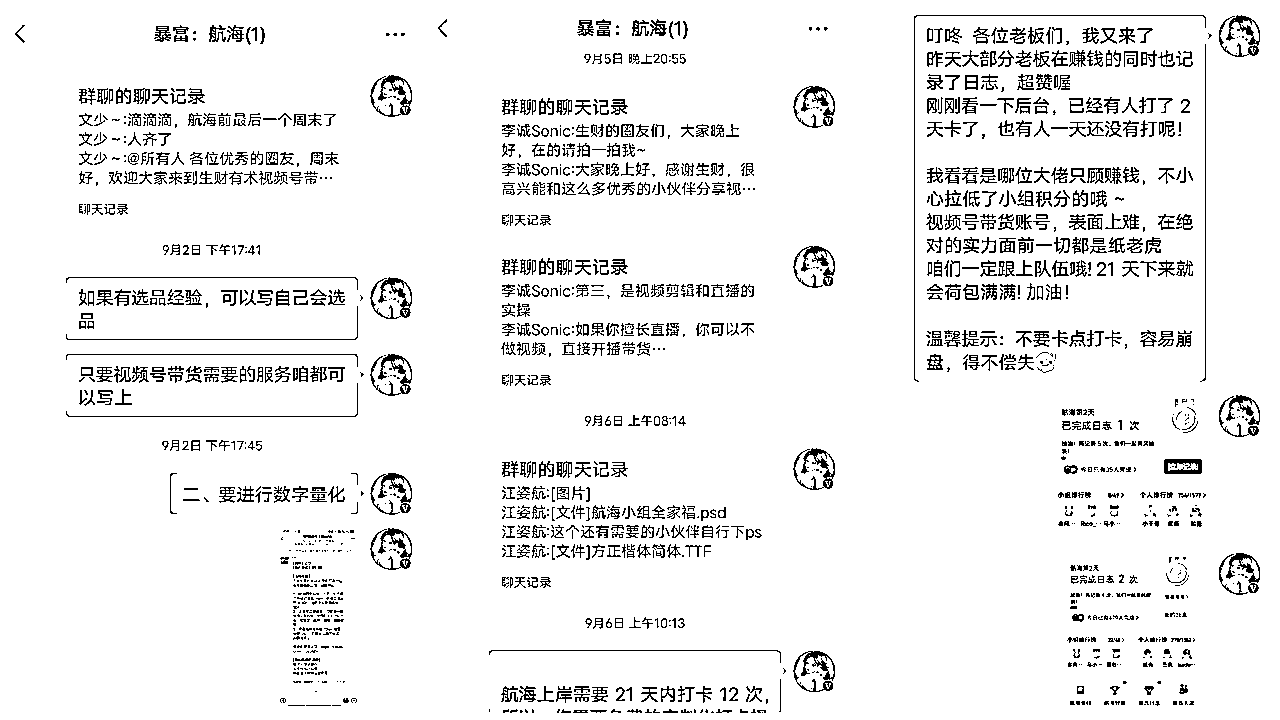 暴富：航海(1)
群聊的聊天记录
文少～:滴滴滴，航海前最后一个周末了
文少～:人齐了
文少～:@所有人 各位优秀的圈友，周末
好，欢迎大家来到生财有术视频号带…
聊天记录
9月2日 下午17:41
如果有选品经验，可以写自己会选
品
只要视频号带货需要的服务咱都可
以写上
9月2日 下午17:45
二、要进行数字量化
暴富：航海(1)
9月5日 晚上20:55
群聊的聊天记录
李诚Sonic:生财的圈友们，大家晚上
好，在的请拍一拍我~
李诚Sonic:大家晚上好，感谢生财，很
高兴能和这么多优秀的小伙伴分享视…
聊天记录
群聊的聊天记录
李诚Sonic:第三，是视频剪辑和直播的
实操
李诚Sonic:如果你擅长直播，你可以不
做视频，直接开播带货…
聊天记录
9月6日 上午08:14
群聊的聊天记录
江姿航:[图片]
江姿航:[文件]航海小组全家福.psd
江姿航:这个还有需要的小伙伴自行下ps
江姿航:[文件]方正楷体简体.TTF
聊天记录
9月6日 上午10:13
航海上岸需要 21 天内打卡 12 次，
叮咚 各位老板们，我又来了
昨天大部分老板在赚钱的同时也记
录了日志，超赞喔
刚刚看一下后台，已经有人打了 2
天卡了，也有人一天还没有打呢！
我看看是哪位大佬只顾赚钱，不小
心拉低了小组积分的哦 ~
视频号带货账号，表面上难，在绝
对的实力面前一切都是纸老虎
咱们一定跟上队伍哦! 21 天下来就
会荷包满满! 加油！
温馨提示：不要卡点打卡，容易崩
盘，得不偿失
航海第2天
已完成日志 1 次
小组排行榜
个人排行榜
航海第2天
已完成日志 2 次
小组排行榜
个人排行榜